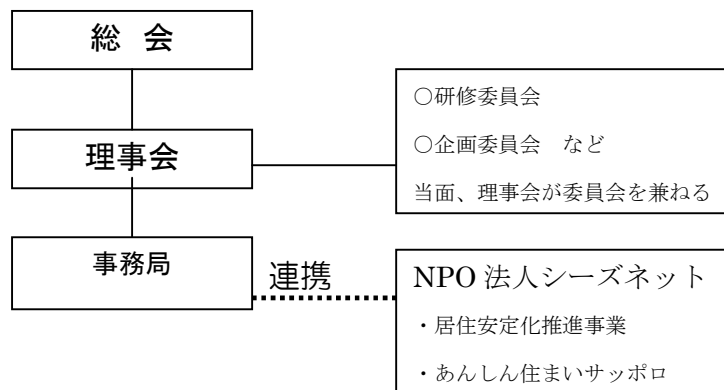 総 会
理事会
○研修委員会
○企画委員会　など
当面、理事会が委員会を兼ねる
事務局
連携
NPO 法人シーズネット
・居住安定化推進事業
・あんしん住まいサッポロ